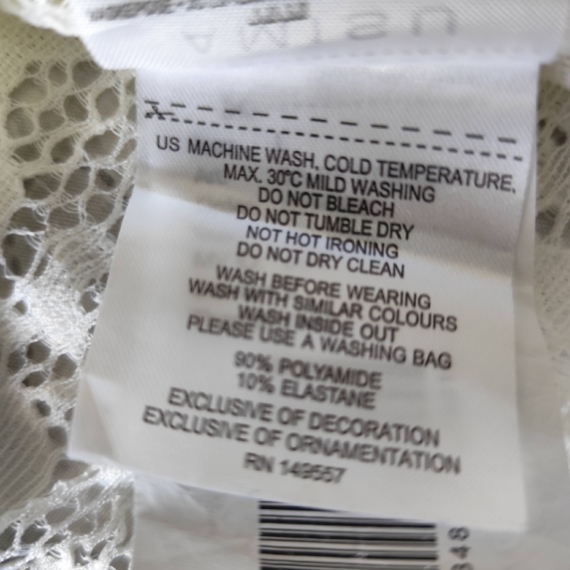 US MACHINE WASH, COLD TEMPERATURE,
MAX. 30°C MILD WASHING
DO NOT BLEACH
DO NOT TUMBLE DRY
NOT HOT IRONING
DO NOT DRY CLEAN
WASH BEFORE WEARING
WASH WITH SIMILAR COLOURS
WASH INSIDE OUT
PLEASE USE A WASHING BAG
90% POLYAMIDE
10% ELASTANE
EXCLUSIVE OF DECORATION
EXCLUSIVE OF ORNAMENTATION
RN 149557
348